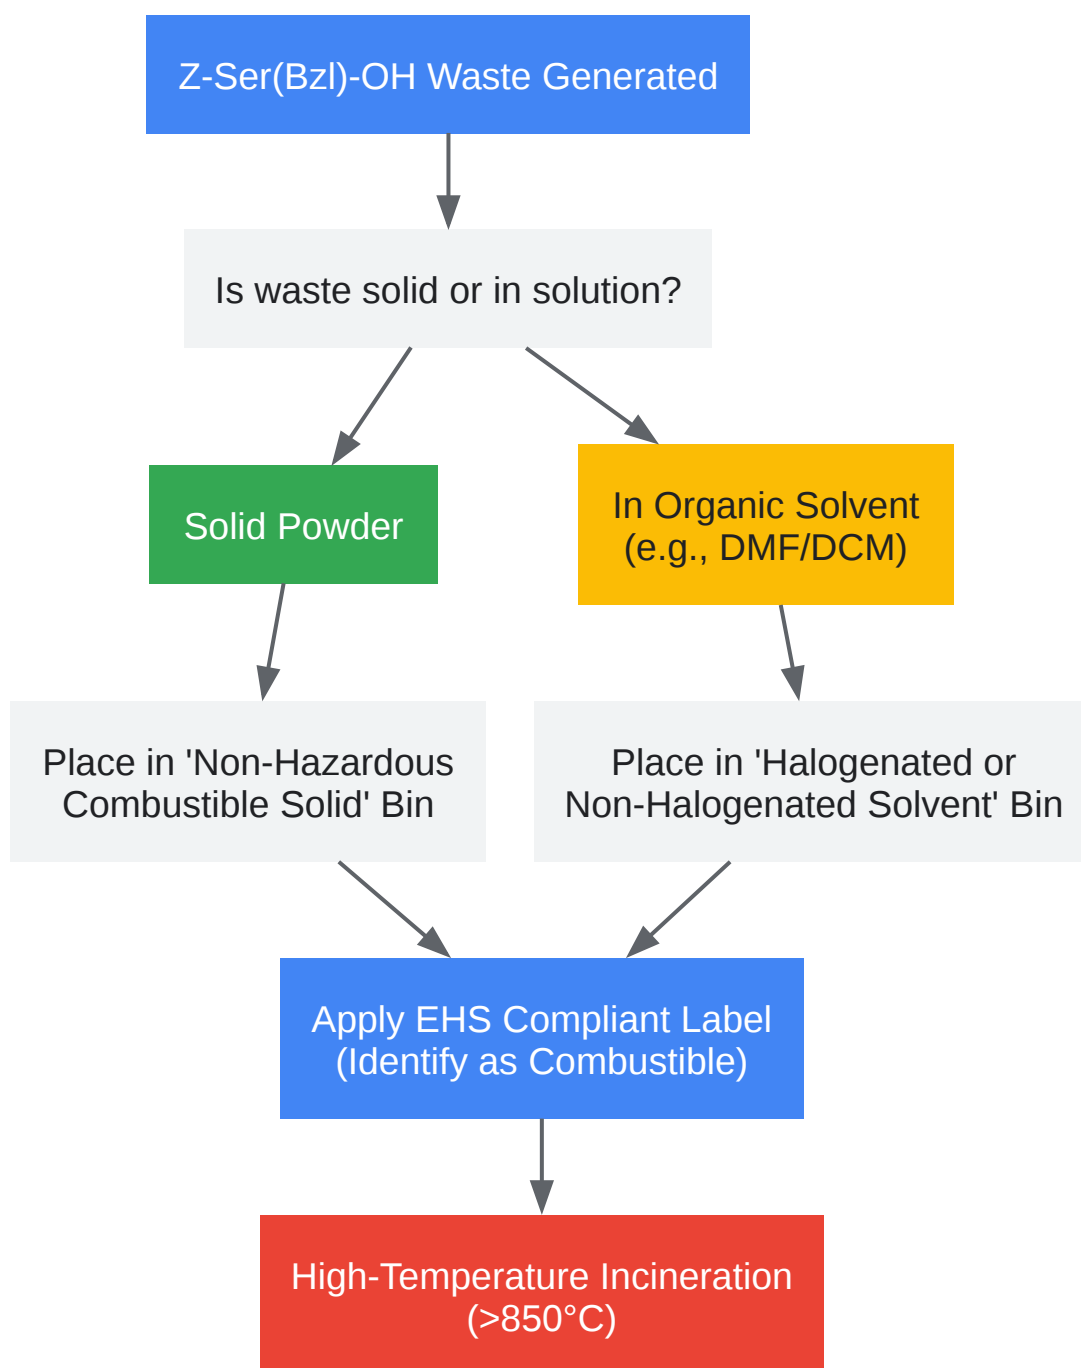 Z-Ser(Bzl)-OH Waste Generated
Is waste solid or in solution?
Solid Powder
In Organic Solvent
(e.g., DMF/DCM)
Place in 'Non-Hazardous
Combustible Solid' Bin
Place in 'Halogenated or
Non-Halogenated Solvent' Bin
Apply EHS Compliant Label
(Identify as Combustible)
High-Temperature Incineration
(>850°C)